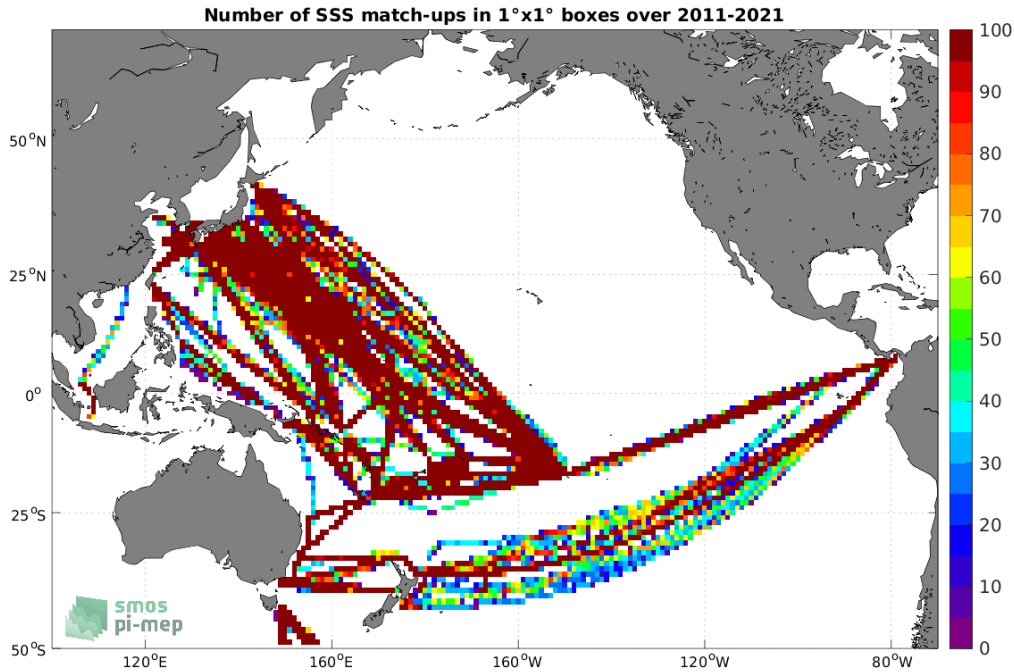 Number of SSS match-ups in 1°x1° boxes over 2011-2021
100
90
80
70
60
50
40
30
20
10
0
50°N
25°N
0°
25°S
50°S
120°E
160°E
160°W
120°W
80°W
smos
pi-mep